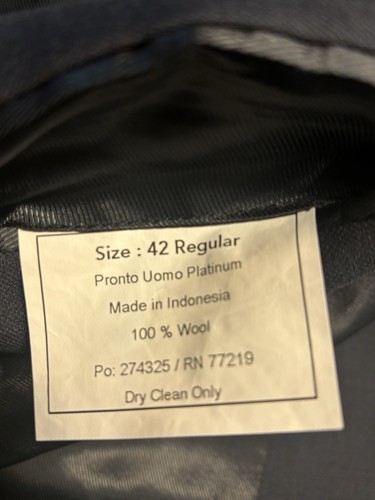 Size : 42 Regular
Pronto Uomo Platinum
Made in Indonesia
100 % Wool
Po: 274325 / RN 77219
Dry Clean Only